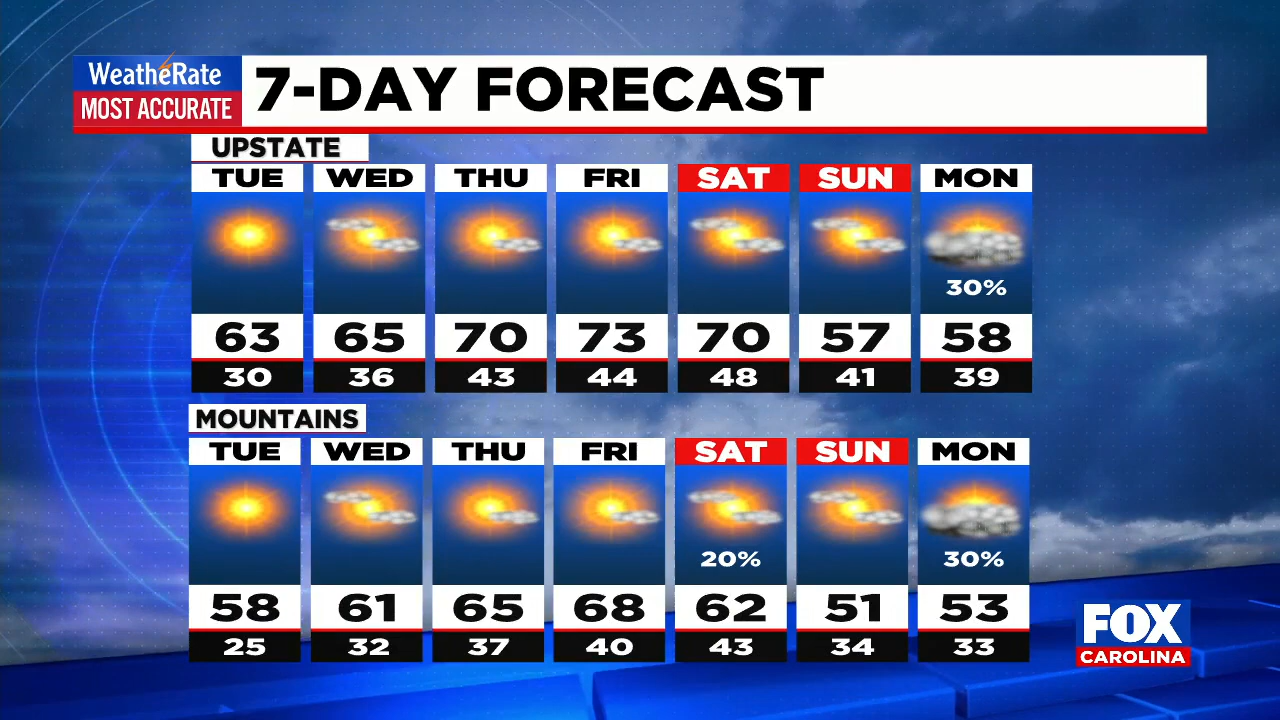 WeatheRate
MOST ACCURATE
7-DAY FORECAST
UPSTATE
TUE WED THU FRI SAT SUN MON
30%
63 65 70 73 70 57 58
30 36 43 44 48 41 39
MOUNTAINS
TUE WED THU FRI SAT SUN MON
20% 30%
58 61 65 68 62 51 53
25 32 37 40 43 34 33
FOX
CAROLINA